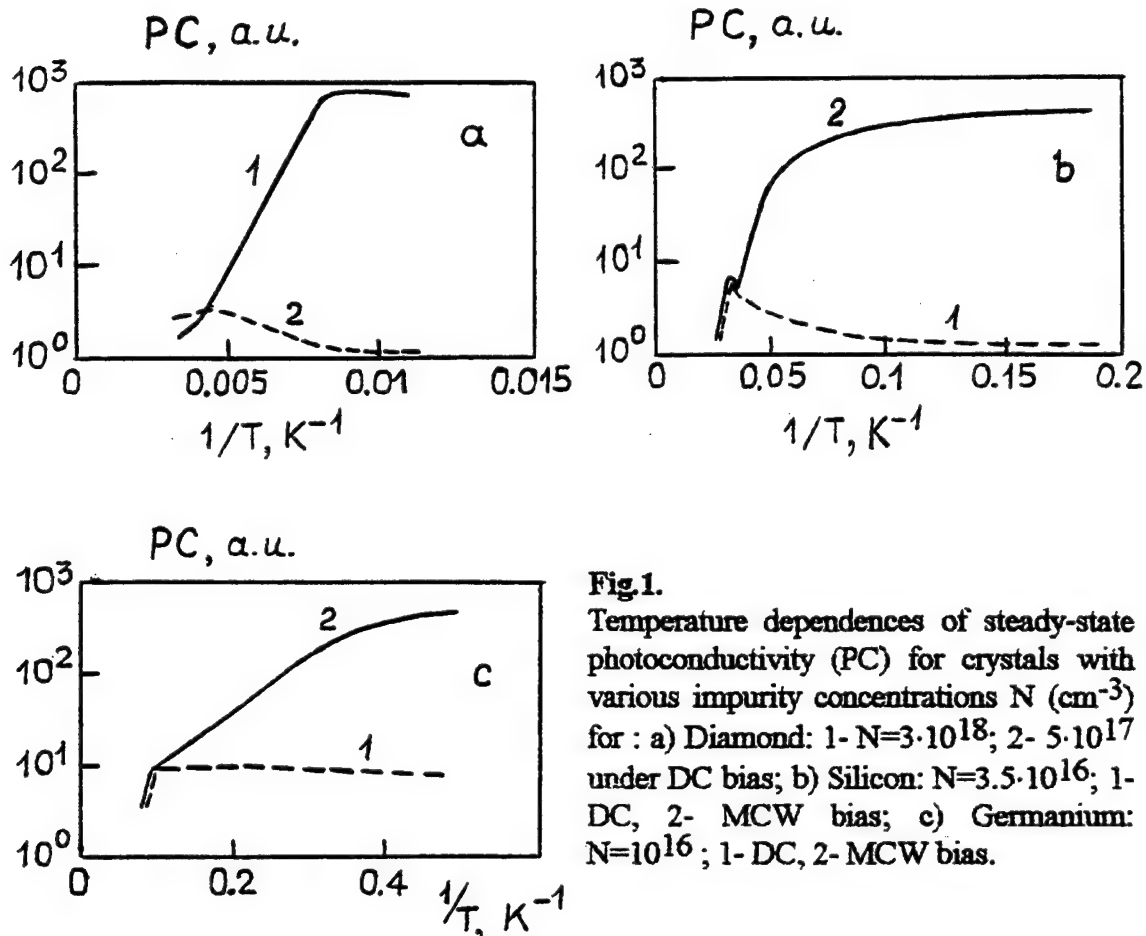 PC, a.u.
10³
10²
10¹
10⁰
a
1
2
0
0.005
0.01
0.015
1/T, K⁻¹
PC, a.u.
10³
10²
10¹
10⁰
b
2
1
0
0.05
0.1
0.15
0.2
1/T, K⁻¹
PC, a.u.
10³
10²
10¹
10⁰
c
2
1
0
0.2
0.4
1/T, K⁻¹
Fig.1.
Temperature dependences of steady-state
photoconductivity (PC) for crystals with
various impurity concentrations N (cm⁻³)
for : a) Diamond: 1- N=3·10¹⁸; 2- 5·10¹⁷
under DC bias; b) Silicon: N=3.5·10¹⁶; 1-
DC, 2- MCW bias; c) Germanium:
N=10¹⁶ ; 1- DC, 2- MCW bias.